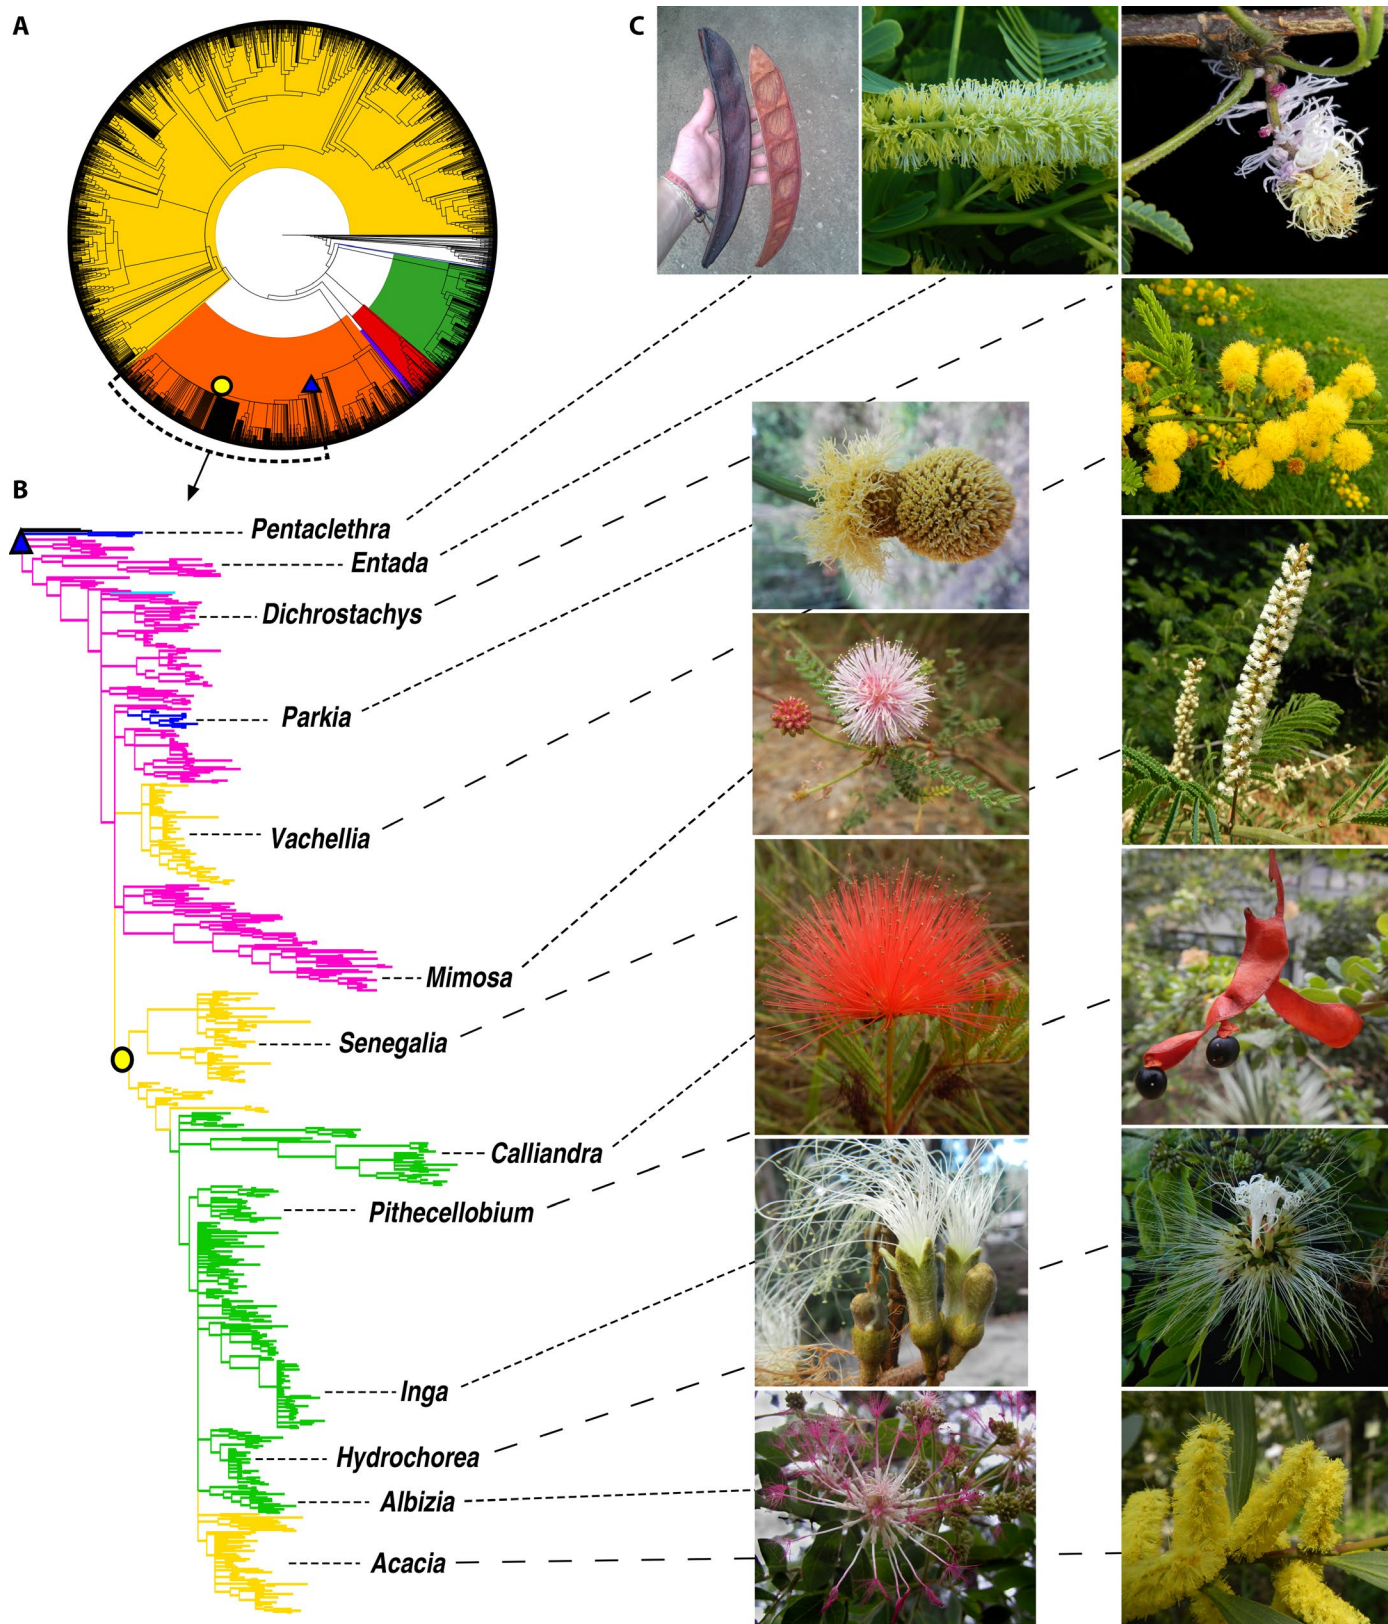 A
C
B
Pentaclethra
Entada
Dichrostachys
Parkia
Vachellia
Mimosa
Senegalia
Calliandra
Pithecellobium
Inga
Hydrochorea
Albizia
Acacia